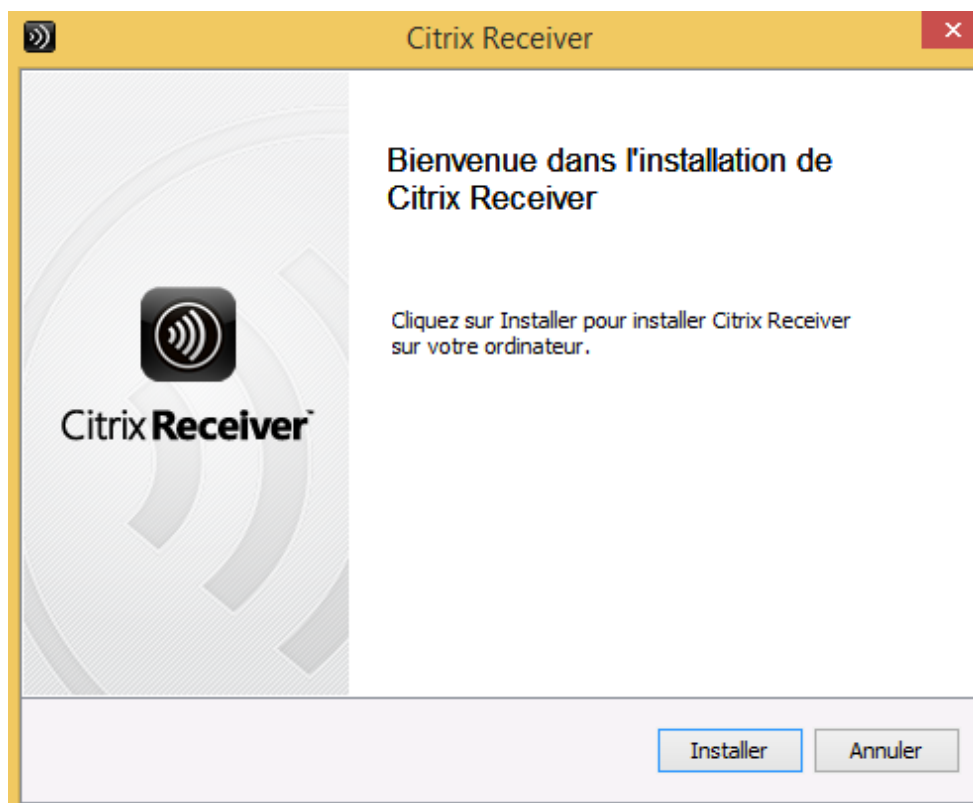 Citrix Receiver
Bienvenue dans l'installation de
Citrix Receiver
Cliquez sur Installer pour installer Citrix Receiver
sur votre ordinateur.
Citrix Receiver™
Installer
Annuler